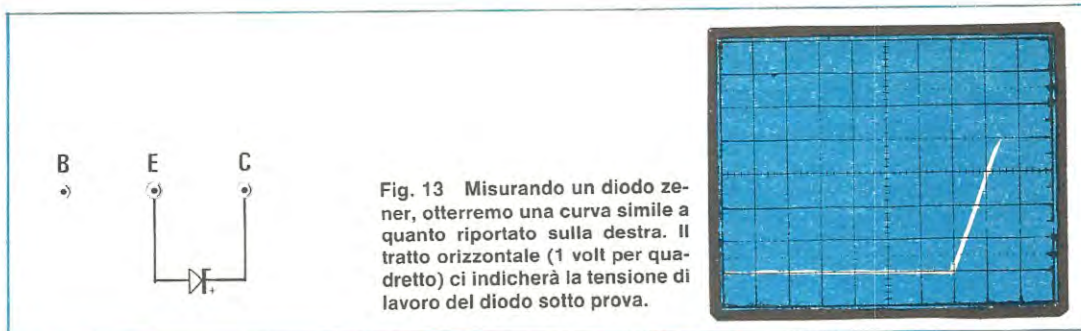 B E C
+
Fig. 13 Misurando un diodo ze-
ner, otterremo una curva simile a
quanto riportato sulla destra. Il
tratto orizzontale (1 volt per qua-
dretto) ci indicherà la tensione di
lavoro del diodo sotto prova.